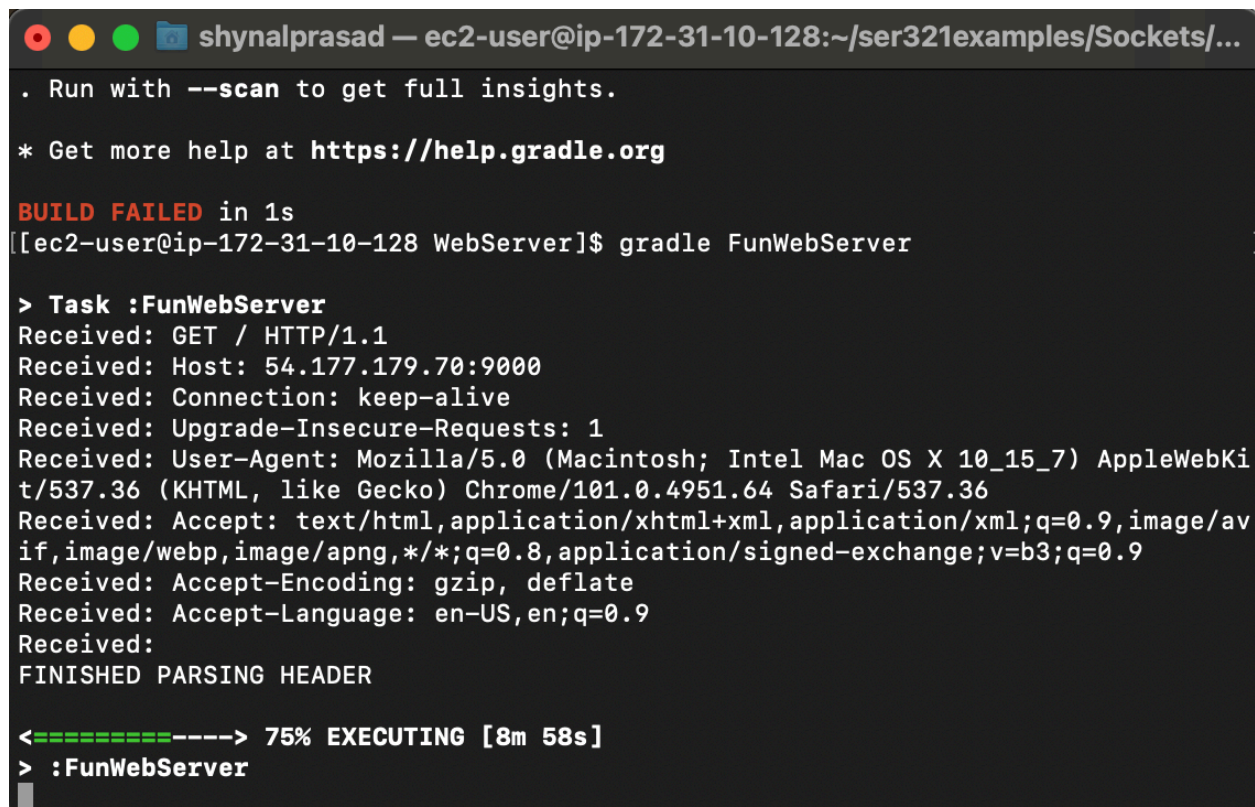 shynalprasad — ec2-user@ip-172-31-10-128:~/ser321examples/Sockets/...
. Run with --scan to get full insights.
* Get more help at https://help.gradle.org
BUILD FAILED in 1s
[[ec2-user@ip-172-31-10-128 WebServer]$ gradle FunWebServer
> Task :FunWebServer
Received: GET / HTTP/1.1
Received: Host: 54.177.179.70:9000
Received: Connection: keep-alive
Received: Upgrade-Insecure-Requests: 1
Received: User-Agent: Mozilla/5.0 (Macintosh; Intel Mac OS X 10_15_7) AppleWebKi
t/537.36 (KHTML, like Gecko) Chrome/101.0.4951.64 Safari/537.36
Received: Accept: text/html,application/xhtml+xml,application/xml;q=0.9,image/av
if,image/webp,image/apng,*/*;q=0.8,application/signed-exchange;v=b3;q=0.9
Received: Accept-Encoding: gzip, deflate
Received: Accept-Language: en-US,en;q=0.9
Received:
FINISHED PARSING HEADER
<=========----> 75% EXECUTING [8m 58s]
> :FunWebServer